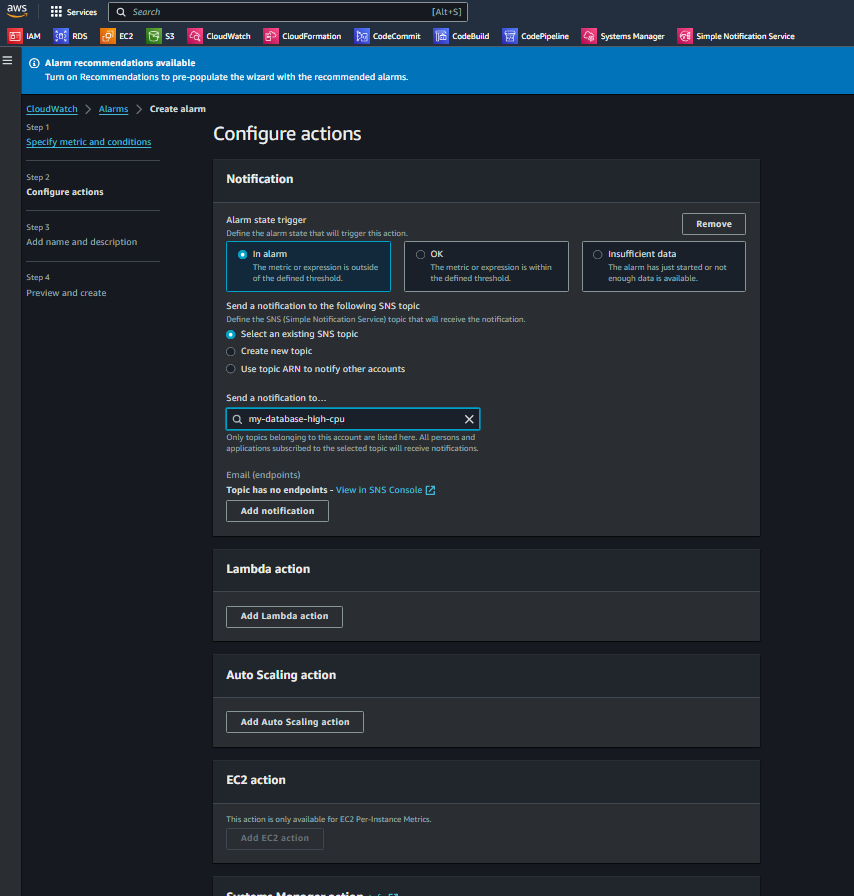 aws
Services
Search
[Alt+S]
IAM
RDS
EC2
S3
CloudWatch
CloudFormation
CodeCommit
CodeBuild
CodePipeline
Systems Manager
Simple Notification Service
Alarm recommendations available
Turn on Recommendations to pre-populate the wizard with the recommended alarms.
CloudWatch
Alarms
Create alarm
Step 1
Specify metric and conditions
Step 2
Configure actions
Step 3
Add name and description
Step 4
Preview and create
Configure actions
Notification
Alarm state trigger
Define the alarm state that will trigger this action.
Remove
In alarm
The metric or expression is outside
of the defined threshold.
OK
The metric or expression is within
the defined threshold.
Insufficient data
The alarm has just started or not
enough data is available.
Send a notification to the following SNS topic
Define the SNS (Simple Notification Service) topic that will receive the notification.
Select an existing SNS topic
Create new topic
Use topic ARN to notify other accounts
Send a notification to…
my-database-high-cpu
Only topics belonging to this account are listed here. All persons and
applications subscribed to the selected topic will receive notifications.
Email (endpoints)
Topic has no endpoints - View in SNS Console
Add notification
Lambda action
Add Lambda action
Auto Scaling action
Add Auto Scaling action
EC2 action
This action is only available for EC2 Per-Instance Metrics.
Add EC2 action
Systems Manager action